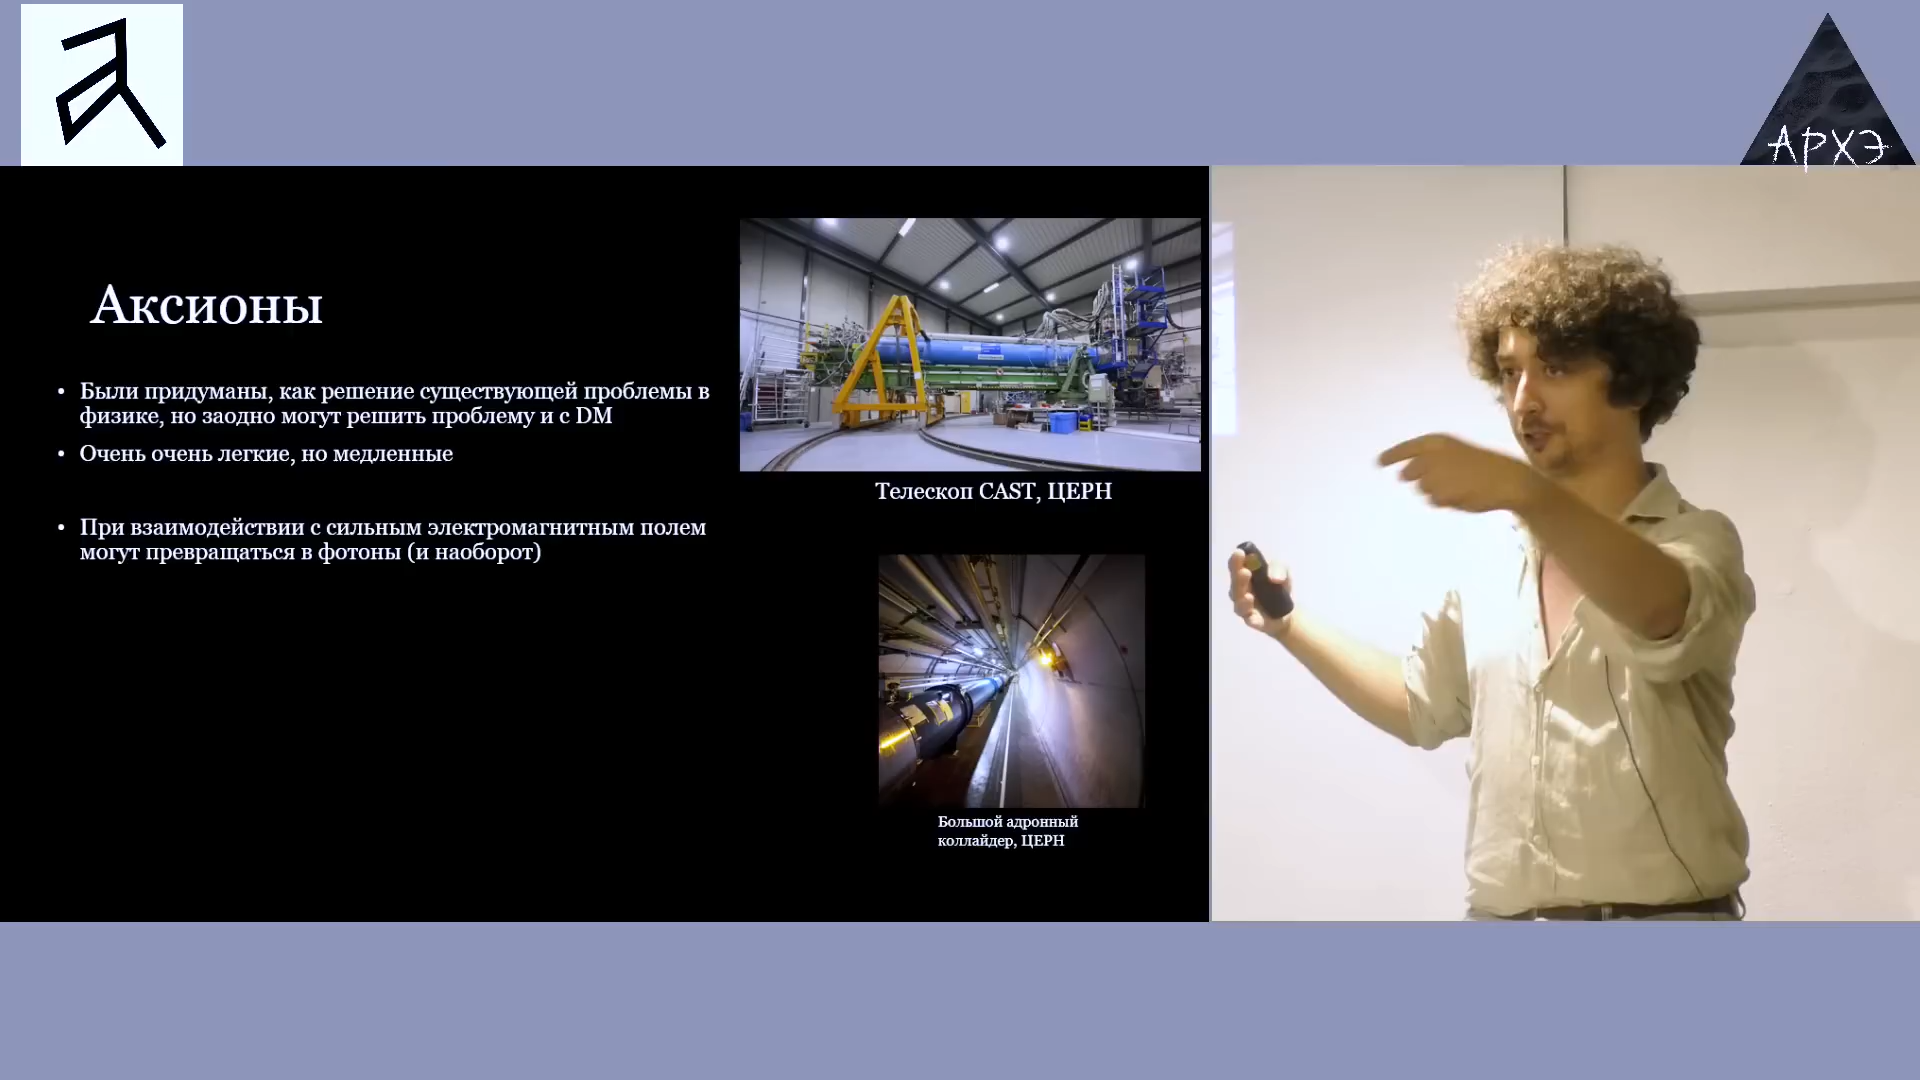 АРХЭ
Аксионы
• Были придуманы, как решение существующей проблемы в
физике, но заодно могут решить проблему и с DM
• Очень очень легкие, но медленные
• При взаимодействии с сильным электромагнитным полем
могут превращаться в фотоны (и наоборот)
Телескоп CAST, ЦЕРН
Большой адронный
коллайдер, ЦЕРН